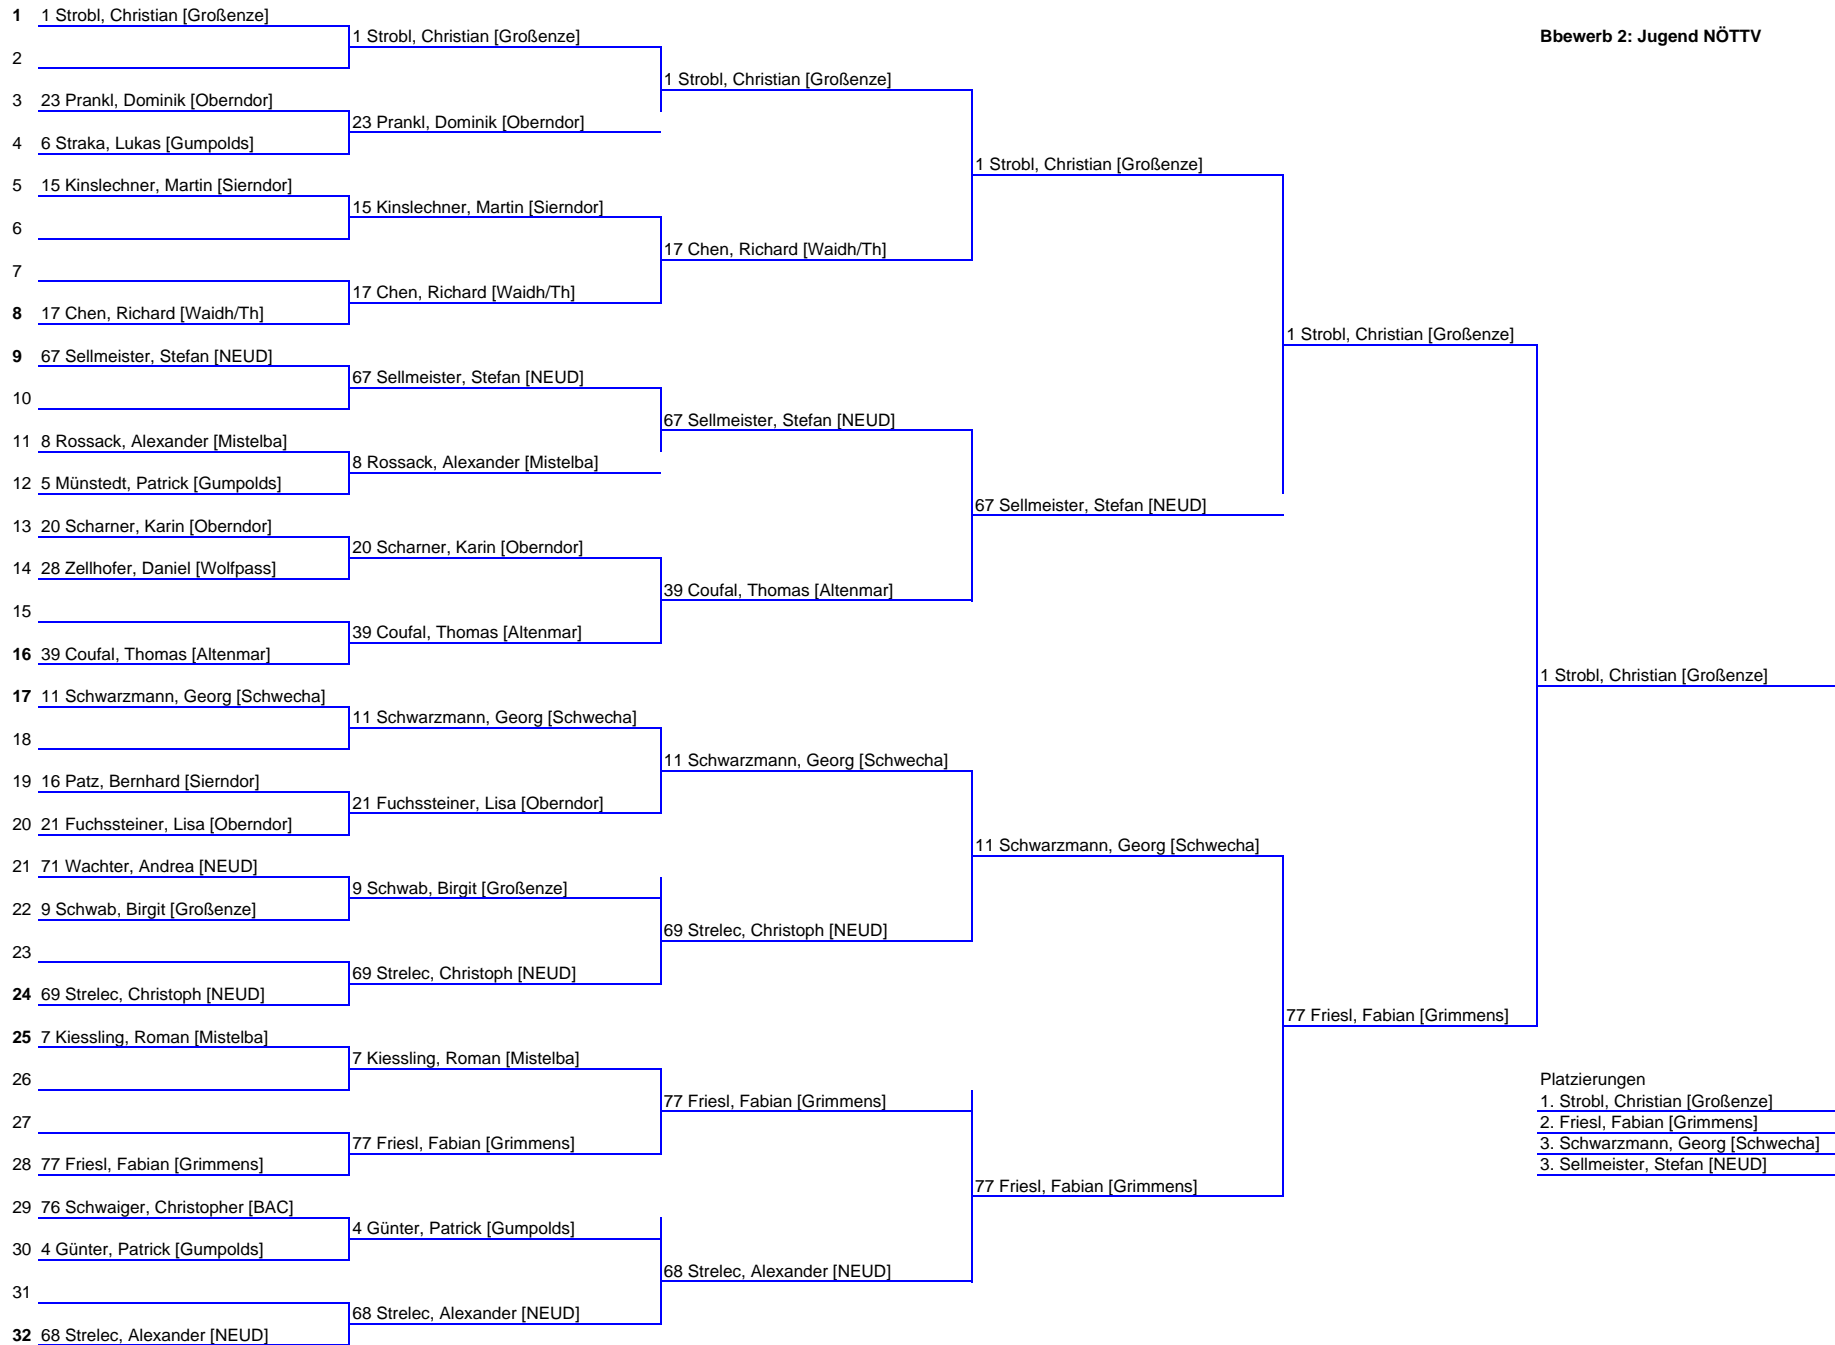 1 1 Strobl, Christian [Großenze]
1 Strobl, Christian [Großenze]
Bbewerb 2: Jugend NÖTTV
2
1 Strobl, Christian [Großenze]
3 23 Prankl, Dominik [Oberndor]
23 Prankl, Dominik [Oberndor]
4 6 Straka, Lukas [Gumpolds]
1 Strobl, Christian [Großenze]
5 15 Kinslechner, Martin [Sierndor]
15 Kinslechner, Martin [Sierndor]
6
17 Chen, Richard [Waidh/Th]
7
17 Chen, Richard [Waidh/Th]
8 17 Chen, Richard [Waidh/Th]
1 Strobl, Christian [Großenze]
9 67 Sellmeister, Stefan [NEUD]
67 Sellmeister, Stefan [NEUD]
10
67 Sellmeister, Stefan [NEUD]
11 8 Rossack, Alexander [Mistelba]
8 Rossack, Alexander [Mistelba]
12 5 Münstedt, Patrick [Gumpolds]
67 Sellmeister, Stefan [NEUD]
13 20 Scharner, Karin [Oberndor]
20 Scharner, Karin [Oberndor]
14 28 Zellhofer, Daniel [Wolfpass]
39 Coufal, Thomas [Altenmar]
15
39 Coufal, Thomas [Altenmar]
16 39 Coufal, Thomas [Altenmar]
1 Strobl, Christian [Großenze]
17 11 Schwarzmann, Georg [Schwecha]
11 Schwarzmann, Georg [Schwecha]
18
11 Schwarzmann, Georg [Schwecha]
19 16 Patz, Bernhard [Sierndor]
21 Fuchssteiner, Lisa [Oberndor]
20 21 Fuchssteiner, Lisa [Oberndor]
11 Schwarzmann, Georg [Schwecha]
21 71 Wachter, Andrea [NEUD]
9 Schwab, Birgit [Großenze]
22 9 Schwab, Birgit [Großenze]
69 Strelec, Christoph [NEUD]
23
69 Strelec, Christoph [NEUD]
24 69 Strelec, Christoph [NEUD]
77 Friesl, Fabian [Grimmens]
25 7 Kiessling, Roman [Mistelba]
7 Kiessling, Roman [Mistelba]
26
77 Friesl, Fabian [Grimmens]
27
77 Friesl, Fabian [Grimmens]
28 77 Friesl, Fabian [Grimmens]
77 Friesl, Fabian [Grimmens]
29 76 Schwaiger, Christopher [BAC]
4 Günter, Patrick [Gumpolds]
30 4 Günter, Patrick [Gumpolds]
68 Strelec, Alexander [NEUD]
31
68 Strelec, Alexander [NEUD]
32 68 Strelec, Alexander [NEUD]
Platzierungen
1. Strobl, Christian [Großenze]
2. Friesl, Fabian [Grimmens]
3. Schwarzmann, Georg [Schwecha]
3. Sellmeister, Stefan [NEUD]